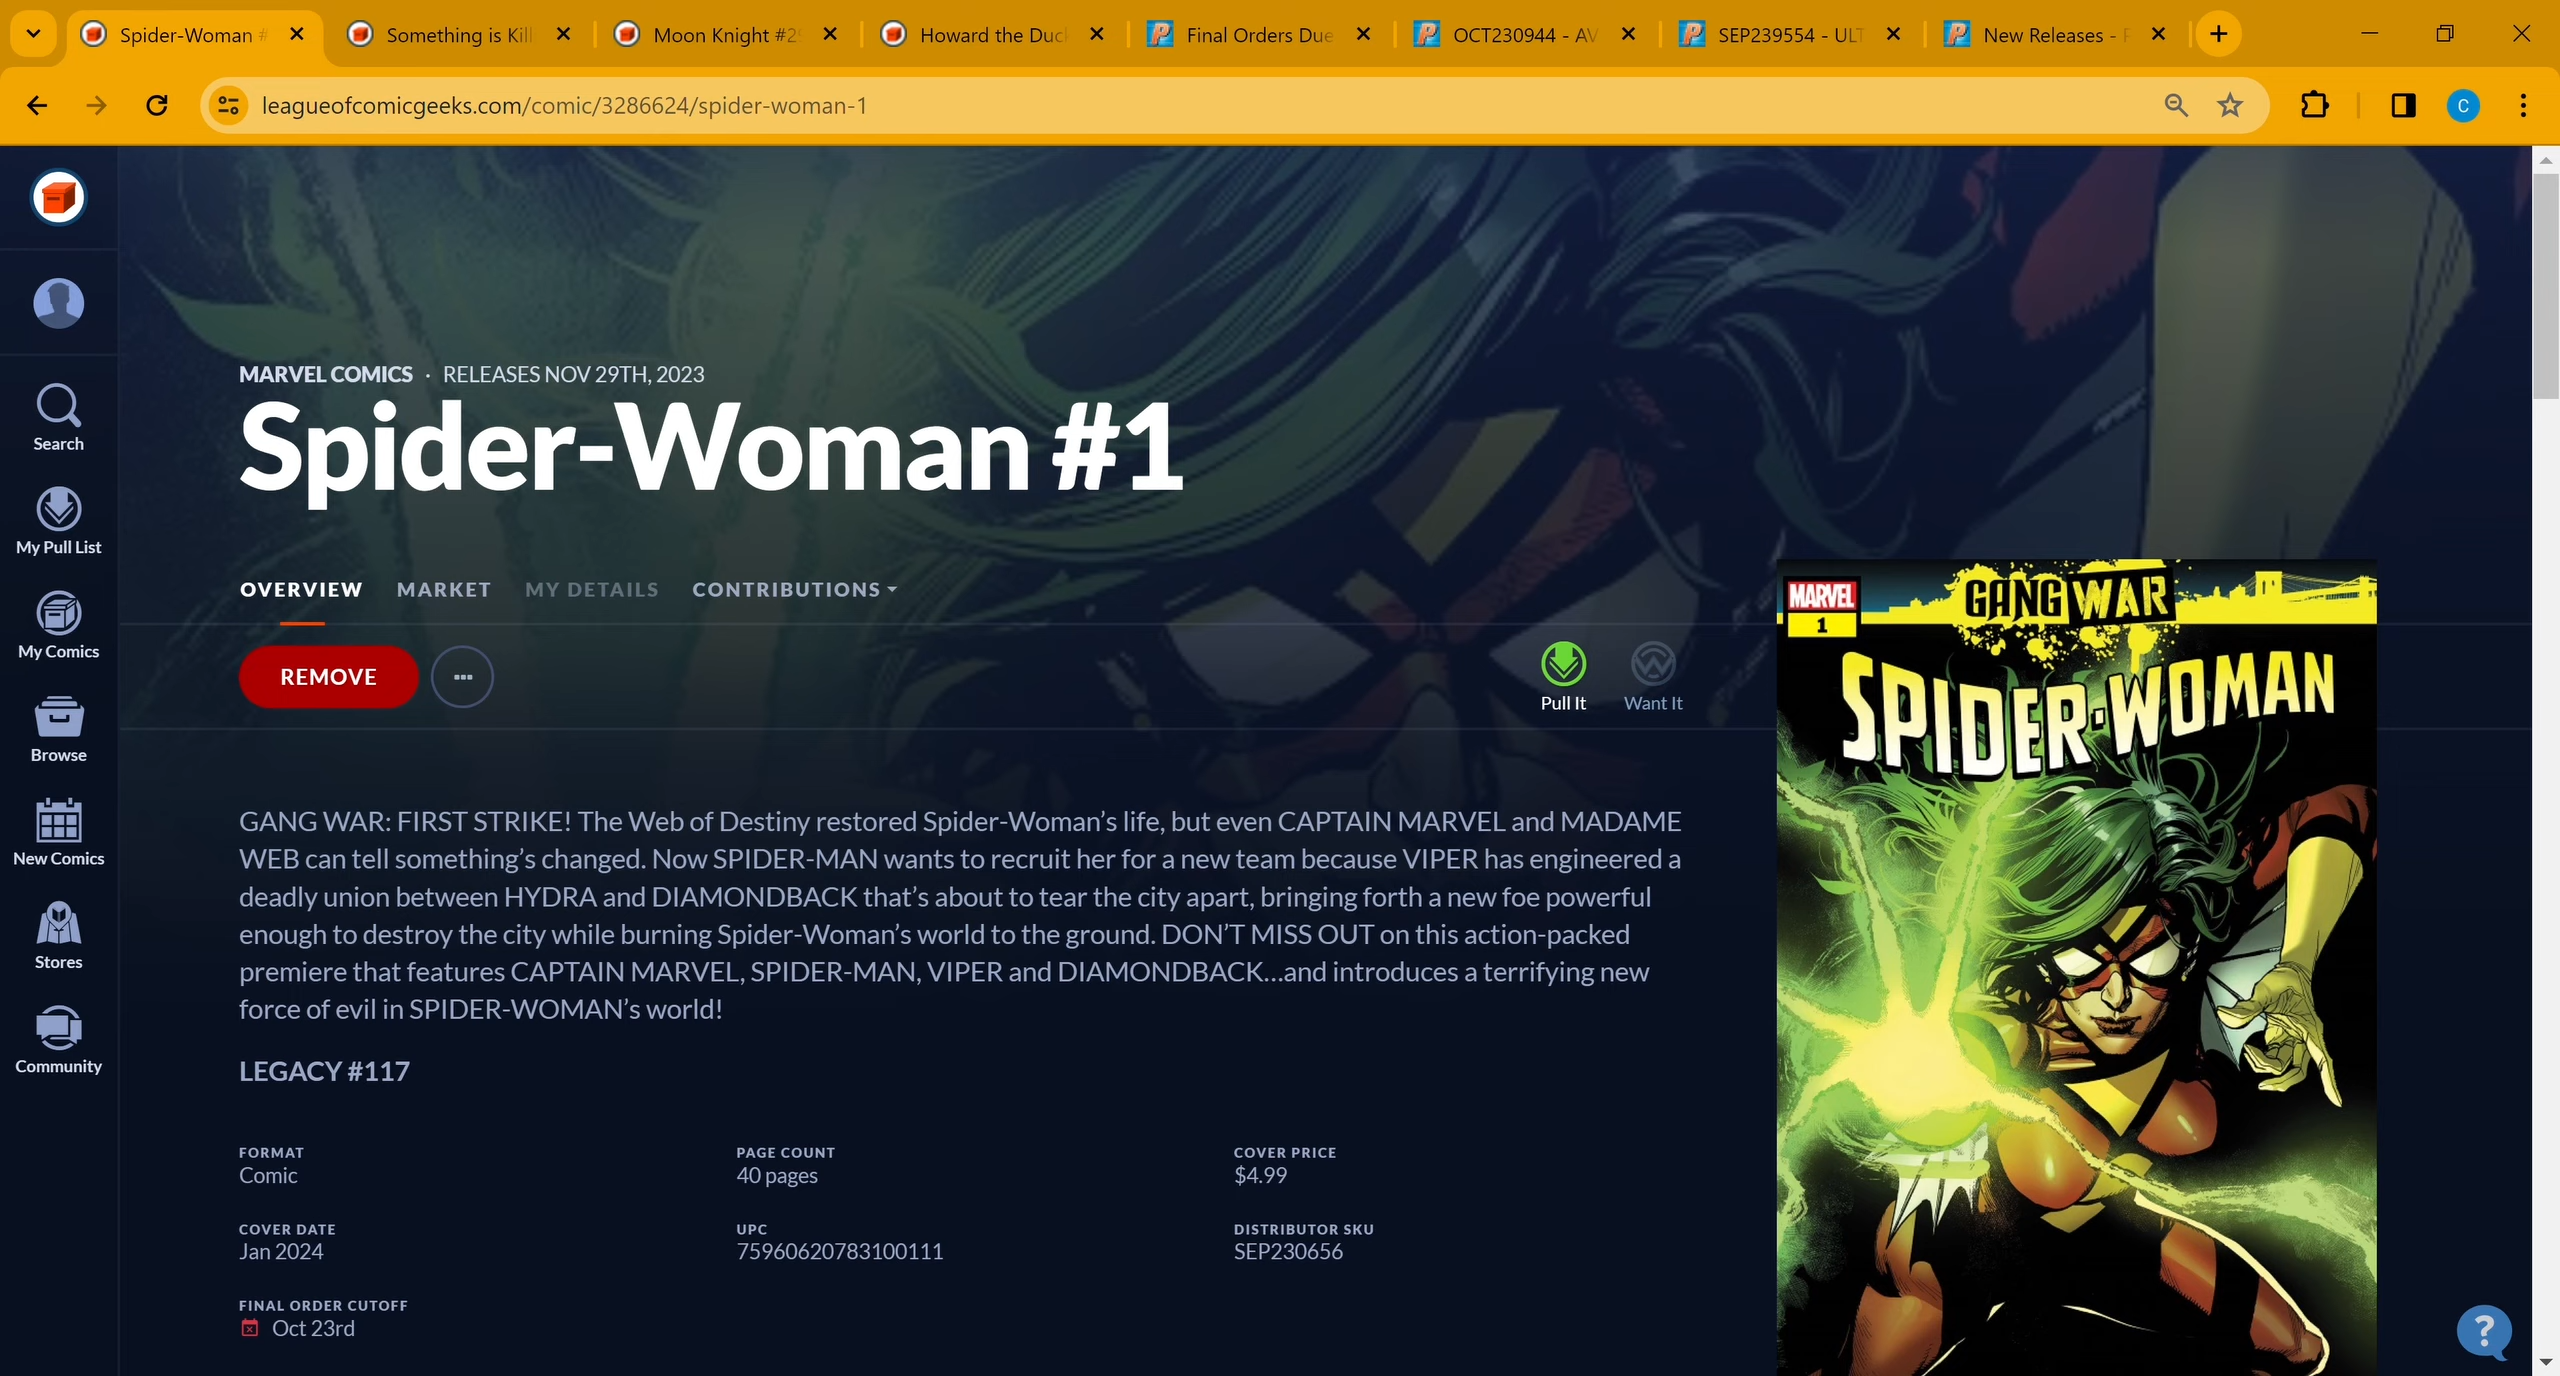 Spider-Woman #
Something is Kill
Moon Knight #29
Howard the Duc
Final Orders Due
OCT230944 - AV
SEP239554 - ULT
New Releases - P
leagueofcomicgeeks.com/comic/3286624/spider-woman-1
C
Search
My Pull List
My Comics
Browse
New Comics
Stores
Community
MARVEL COMICS · RELEASES NOV 29TH, 2023
Spider-Woman #1
OVERVIEW
MARKET
MY DETAILS
CONTRIBUTIONS
REMOVE
...
Pull It
Want It
GANG WAR: FIRST STRIKE! The Web of Destiny restored Spider-Woman’s life, but even CAPTAIN MARVEL and MADAME
WEB can tell something’s changed. Now SPIDER-MAN wants to recruit her for a new team because VIPER has engineered a
deadly union between HYDRA and DIAMONDBACK that’s about to tear the city apart, bringing forth a new foe powerful
enough to destroy the city while burning Spider-Woman’s world to the ground. DON’T MISS OUT on this action-packed
premiere that features CAPTAIN MARVEL, SPIDER-MAN, VIPER and DIAMONDBACK…and introduces a terrifying new
force of evil in SPIDER-WOMAN’s world!
LEGACY #117
FORMAT
Comic
PAGE COUNT
40 pages
COVER PRICE
$4.99
COVER DATE
Jan 2024
UPC
75960620783100111
DISTRIBUTOR SKU
SEP230656
FINAL ORDER CUTOFF
Oct 23rd
MARVEL
1
GANG WAR
SPIDER-WOMAN
?